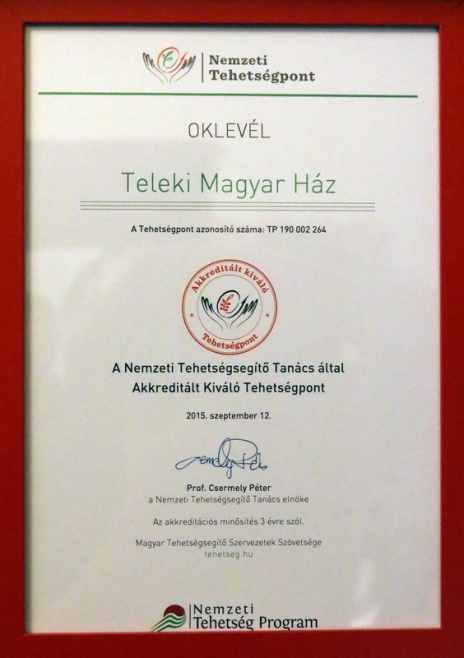 Nemzeti
Tehetségpont
OKLEVÉL
Teleki Magyar Ház
A Tehetségpont azonosító száma: TP 190 002 264
Akkreditált kiváló
Tehetségpont
A Nemzeti Tehetségsegítő Tanács által
Akkreditált Kiváló Tehetségpont
2015. szeptember 12.
Prof. Csermely Péter
a Nemzeti Tehetségsegítő Tanács elnöke
Az akkreditációs minősítés 3 évre szól.
Magyar Tehetségsegítő Szervezetek Szövetsége
tehetseg.hu
Nemzeti
Tehetség Program